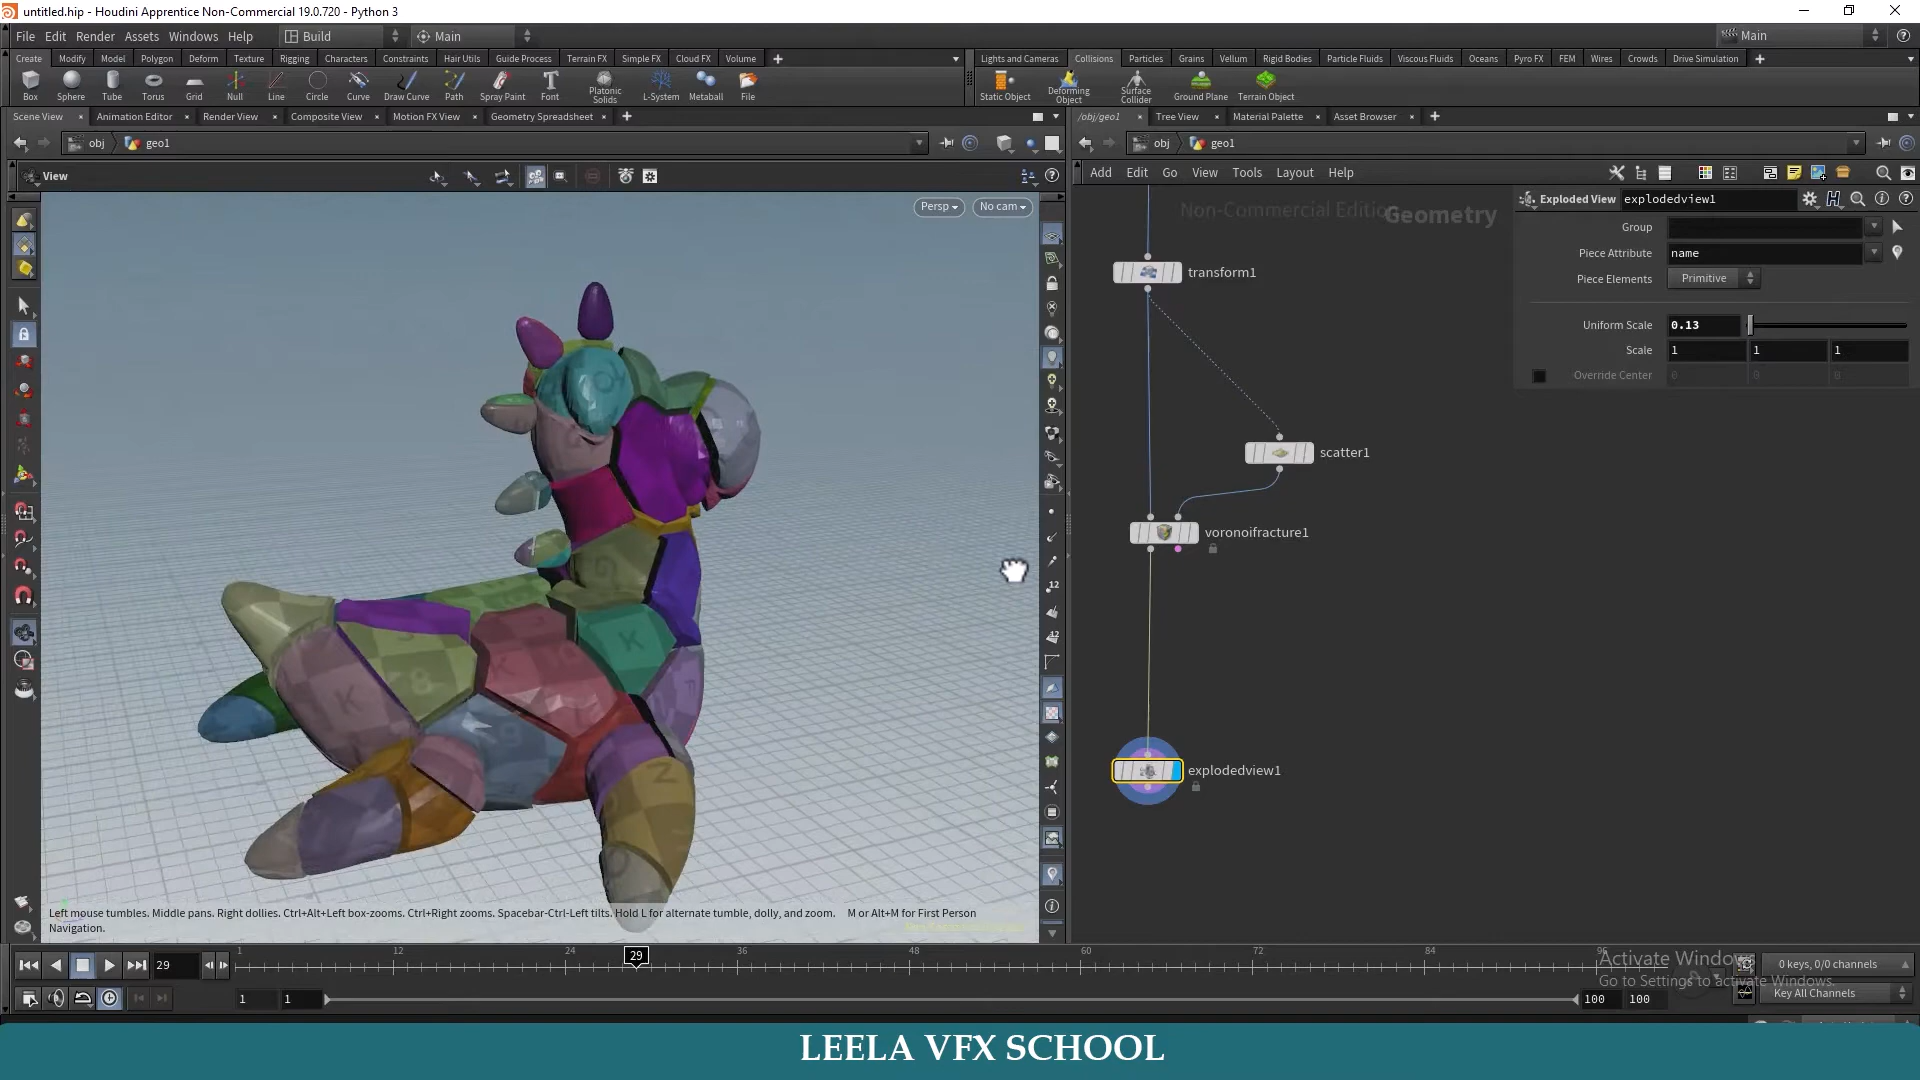 untitled.hip - Houdini Apprentice Non-Commercial 19.0.720 - Python 3
File Edit Render Assets Windows Help Build Main Main
Create Modify Model Polygon Deform Texture Rigging Characters Constraints Hair Utils Guide Process Terrain FX Simple FX Cloud FX Volume
Lights and Cameras Collisions Particles Grains Vellum Rigid Bodies Particle Fluids Viscous Fluids Oceans Pyro FX FEM Wires Crowds Drive Simulation
Box Sphere Tube Torus Grid Null Line Circle Curve Draw Curve Path Spray Paint Font Platonic Solids L-System Metaball File
Static Object Deforming Object Surface Collider Ground Plane Terrain Object
Scene View Animation Editor Render View Composite View Motion FX View Geometry Spreadsheet
/obj/geo1 Tree View Material Palette Asset Browser
obj geo1
obj geo1
View
Add Edit Go View Tools Layout Help
Persp No cam
Non-Commercial Edition
Geometry
Exploded View explodedview1
Group
Piece Attribute name
Piece Elements Primitive
Uniform Scale 0.13
Scale 1 1 1
Override Center 0 0 0
transform1
scatter1
voronoifracture1
explodedview1
12
12
K
K
8
Z
Left mouse tumbles. Middle pans. Right dollies. Ctrl+Alt+Left box-zooms. Ctrl+Right zooms. Spacebar-Ctrl-Left tilts. Hold L for alternate tumble, dolly, and zoom. M or Alt+M for First Person
Navigation.
29
1 12 24 29 36 48 60 72 84 96
1 1 100 100
Activate Windows
Go to Settings to activate Windows.
0 keys, 0/0 channels
Key All Channels
LEELA VFX SCHOOL